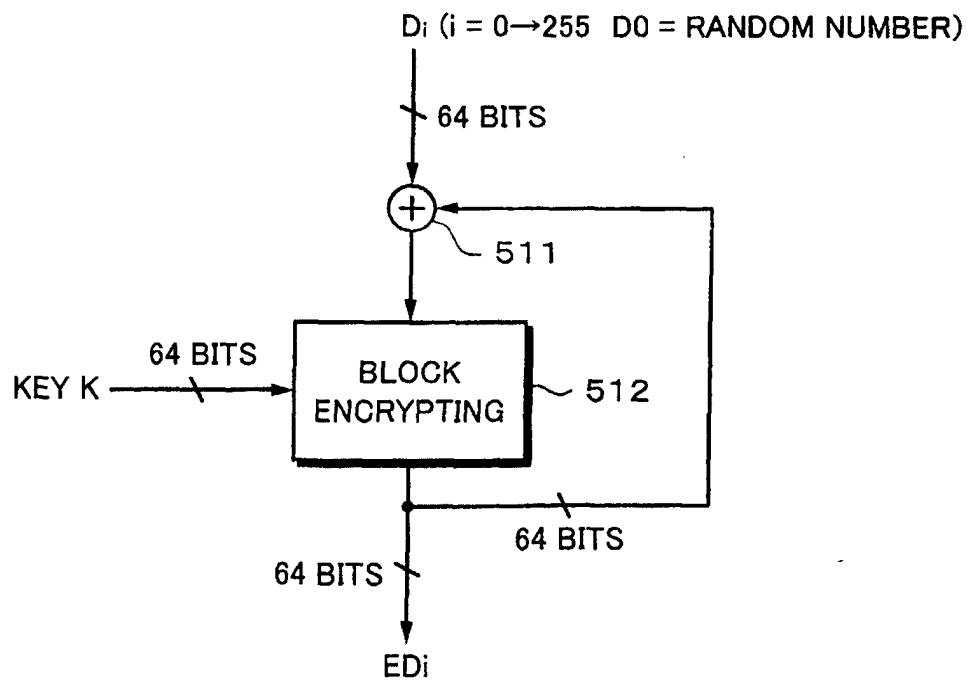 Di (i = 0→255 D0 = RANDOM NUMBER)
64 BITS
511
64 BITS
KEY K
BLOCK
ENCRYPTING
512
64 BITS
64 BITS
EDi